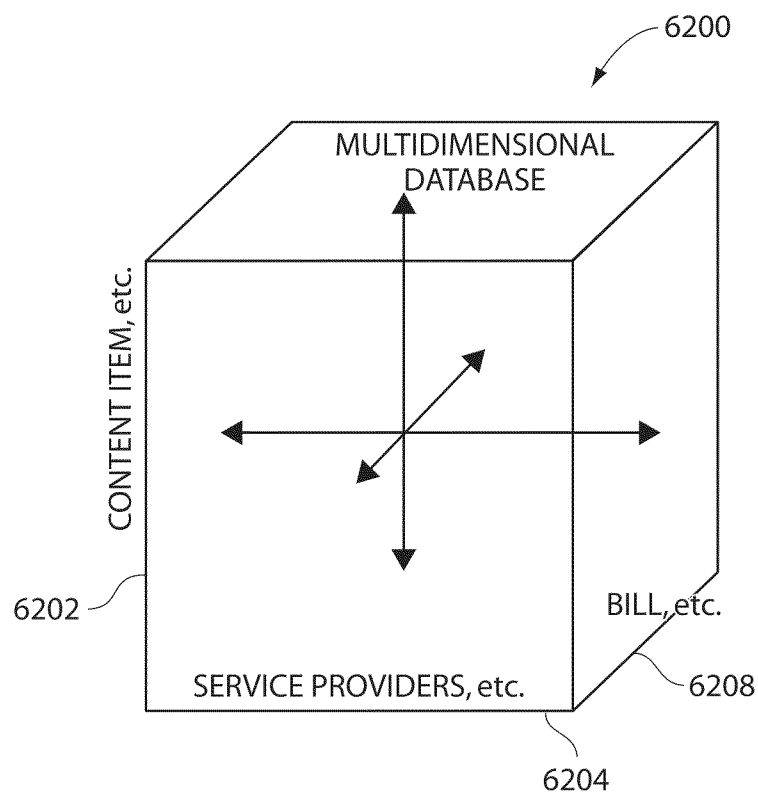 6200
MULTIDIMENSIONAL
DATABASE
CONTENT ITEM, etc.
6202
BILL, etc.
SERVICE PROVIDERS, etc.
6208
6204